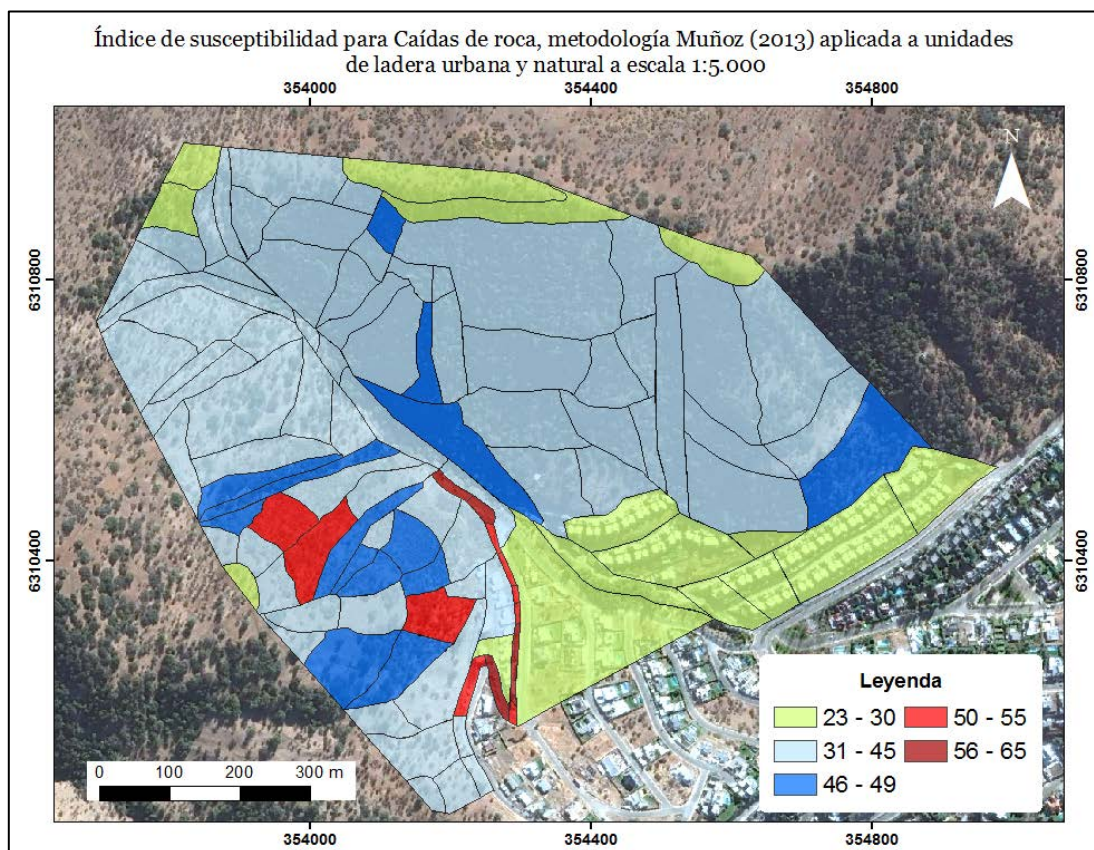 Índice de susceptibilidad para Caídas de roca, metodología Muñoz (2013) aplicada a unidades
de ladera urbana y natural a escala 1:5.000
354000 354400 354800
N
6310800 6310800
6310400 6310400
Leyenda
23 - 30 50 - 55
31 - 45 56 - 65
46 - 49
0 100 200 300 m
354000 354400 354800